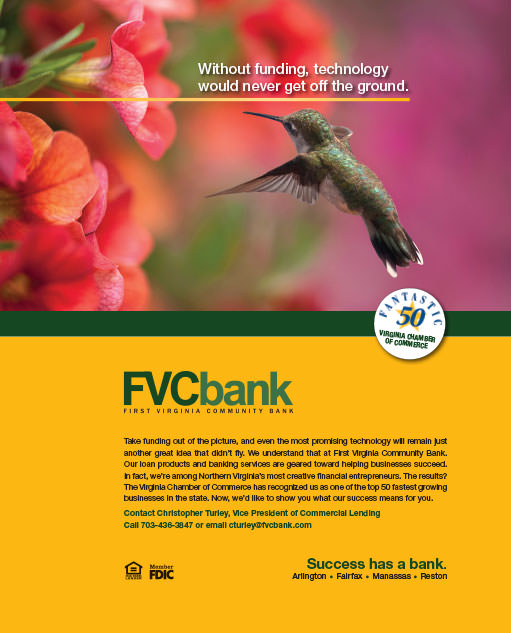 Without funding, technology
would never get off the ground.
FANTASTIC
50
VIRGINIA CHAMBER
OF COMMERCE
FVCbank
FIRST VIRGINIA COMMUNITY BANK
Take funding out of the picture, and even the most promising technology will remain just
another great idea that didn't fly. We understand that at First Virginia Community Bank.
Our loan products and banking services are geared toward helping businesses succeed.
In fact, we're among Northern Virginia's most creative financial entrepreneurs. The results?
The Virginia Chamber of Commerce has recognized us as one of the top 50 fastest growing
businesses in the state. Now, we'd like to show you what our success means for you.
Contact Christopher Turley, Vice President of Commercial Lending
Call 703-436-3847 or email cturley@fvcbank.com
Member
FDIC
Success has a bank.
Arlington • Fairfax • Manassas • Reston